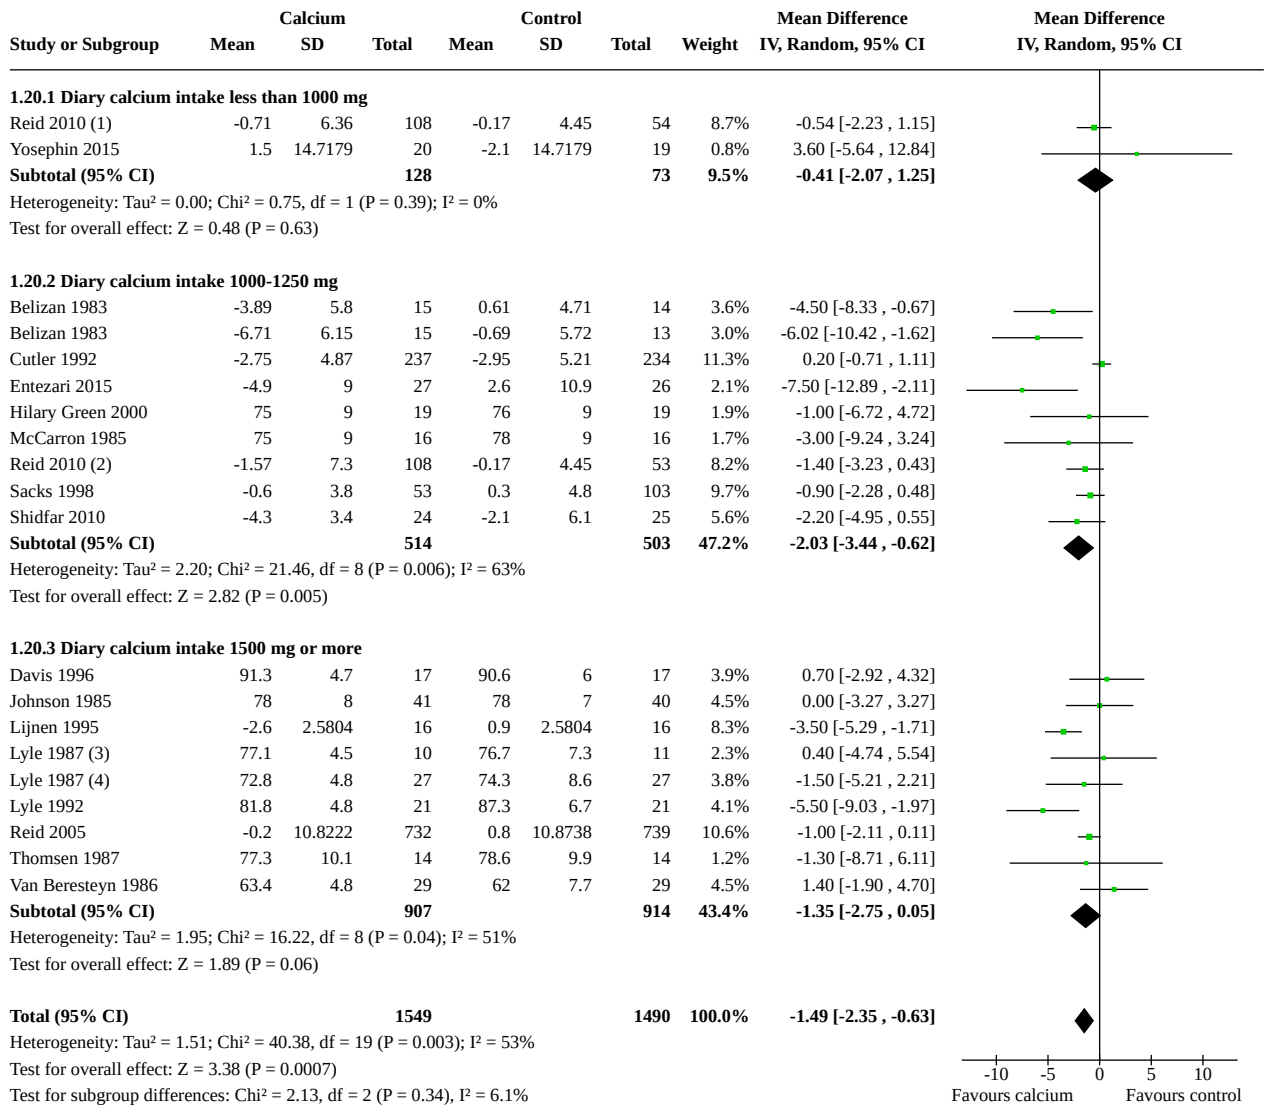 Calcium Control Mean Difference Mean Difference
Study or Subgroup Mean SD Total Mean SD Total Weight IV, Random, 95% CI IV, Random, 95% CI
1.20.1 Diary calcium intake less than 1000 mg
Reid 2010 (1) -0.71 6.36 108 -0.17 4.45 54 8.7% -0.54 [-2.23 , 1.15]
Yosephin 2015 1.5 14.7179 20 -2.1 14.7179 19 0.8% 3.60 [-5.64 , 12.84]
Subtotal (95% CI) 128 73 9.5% -0.41 [-2.07 , 1.25]
Heterogeneity: Tau² = 0.00; Chi² = 0.75, df = 1 (P = 0.39); I² = 0%
Test for overall effect: Z = 0.48 (P = 0.63)
1.20.2 Diary calcium intake 1000-1250 mg
Belizan 1983 -3.89 5.8 15 0.61 4.71 14 3.6% -4.50 [-8.33 , -0.67]
Belizan 1983 -6.71 6.15 15 -0.69 5.72 13 3.0% -6.02 [-10.42 , -1.62]
Cutler 1992 -2.75 4.87 237 -2.95 5.21 234 11.3% 0.20 [-0.71 , 1.11]
Entezari 2015 -4.9 9 27 2.6 10.9 26 2.1% -7.50 [-12.89 , -2.11]
Hilary Green 2000 75 9 19 76 9 19 1.9% -1.00 [-6.72 , 4.72]
McCarron 1985 75 9 16 78 9 16 1.7% -3.00 [-9.24 , 3.24]
Reid 2010 (2) -1.57 7.3 108 -0.17 4.45 53 8.2% -1.40 [-3.23 , 0.43]
Sacks 1998 -0.6 3.8 53 0.3 4.8 103 9.7% -0.90 [-2.28 , 0.48]
Shidfar 2010 -4.3 3.4 24 -2.1 6.1 25 5.6% -2.20 [-4.95 , 0.55]
Subtotal (95% CI) 514 503 47.2% -2.03 [-3.44 , -0.62]
Heterogeneity: Tau² = 2.20; Chi² = 21.46, df = 8 (P = 0.006); I² = 63%
Test for overall effect: Z = 2.82 (P = 0.005)
1.20.3 Diary calcium intake 1500 mg or more
Davis 1996 91.3 4.7 17 90.6 6 17 3.9% 0.70 [-2.92 , 4.32]
Johnson 1985 78 8 41 78 7 40 4.5% 0.00 [-3.27 , 3.27]
Lijnen 1995 -2.6 2.5804 16 0.9 2.5804 16 8.3% -3.50 [-5.29 , -1.71]
Lyle 1987 (3) 77.1 4.5 10 76.7 7.3 11 2.3% 0.40 [-4.74 , 5.54]
Lyle 1987 (4) 72.8 4.8 27 74.3 8.6 27 3.8% -1.50 [-5.21 , 2.21]
Lyle 1992 81.8 4.8 21 87.3 6.7 21 4.1% -5.50 [-9.03 , -1.97]
Reid 2005 -0.2 10.8222 732 0.8 10.8738 739 10.6% -1.00 [-2.11 , 0.11]
Thomsen 1987 77.3 10.1 14 78.6 9.9 14 1.2% -1.30 [-8.71 , 6.11]
Van Beresteyn 1986 63.4 4.8 29 62 7.7 29 4.5% 1.40 [-1.90 , 4.70]
Subtotal (95% CI) 907 914 43.4% -1.35 [-2.75 , 0.05]
Heterogeneity: Tau² = 1.95; Chi² = 16.22, df = 8 (P = 0.04); I² = 51%
Test for overall effect: Z = 1.89 (P = 0.06)
Total (95% CI) 1549 1490 100.0% -1.49 [-2.35 , -0.63]
Heterogeneity: Tau² = 1.51; Chi² = 40.38, df = 19 (P = 0.003); I² = 53%
Test for overall effect: Z = 3.38 (P = 0.0007)
-10 -5 0 5 10
Test for subgroup differences: Chi² = 2.13, df = 2 (P = 0.34), I² = 6.1%
Favours calcium Favours control